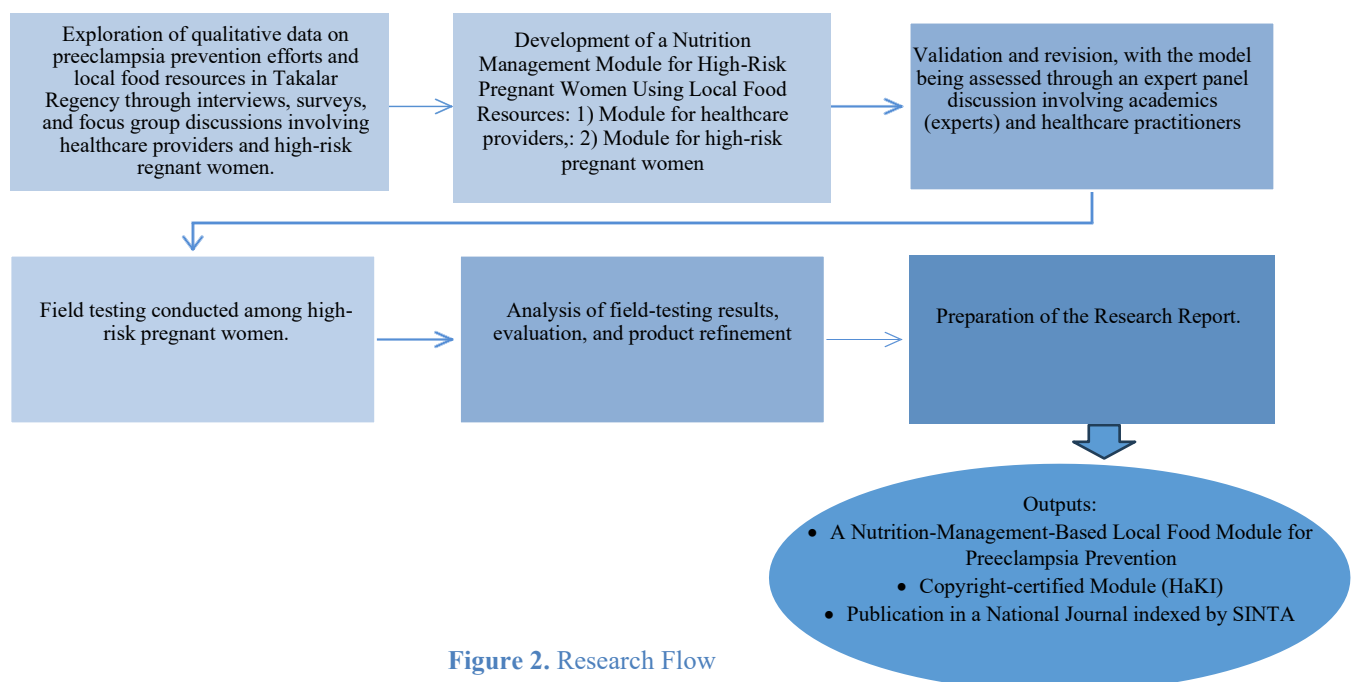 Exploration of qualitative data on
preeclampsia prevention efforts and
local food resources in Takalar
Regency through interviews, surveys,
and focus group discussions involving
healthcare providers and high-risk
regnant women.
Development of a Nutrition
Management Module for High-Risk
Pregnant Women Using Local Food
Resources: 1) Module for healthcare
providers,: 2) Module for high-risk
pregnant women
Validation and revision, with the model
being assessed through an expert panel
discussion involving academics
(experts) and healthcare practitioners
Field testing conducted among high-
risk pregnant women.
Analysis of field-testing results,
evaluation, and product refinement
Preparation of the Research Report.
Outputs:
• A Nutrition-Management-Based Local Food Module for
Preeclampsia Prevention
• Copyright-certified Module (HaKI)
• Publication in a National Journal indexed by SINTA
Figure 2. Research Flow